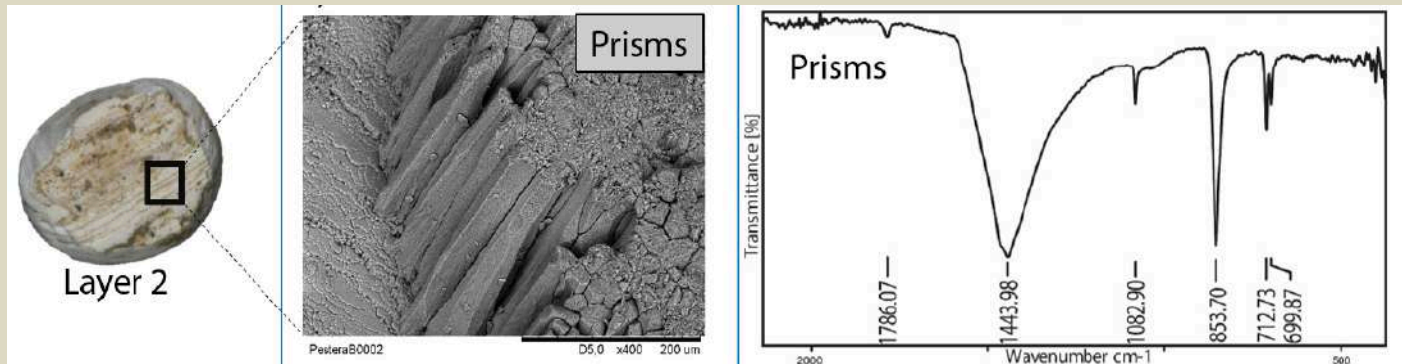 Layer 2
Prisms
PesteraB0002 D5,0 x400 200 um
Prisms
Transmittance [%]
1786.07
1443.98
1082.90
853.70
712.73
699.87
2000 500
Wavenumber cm-1